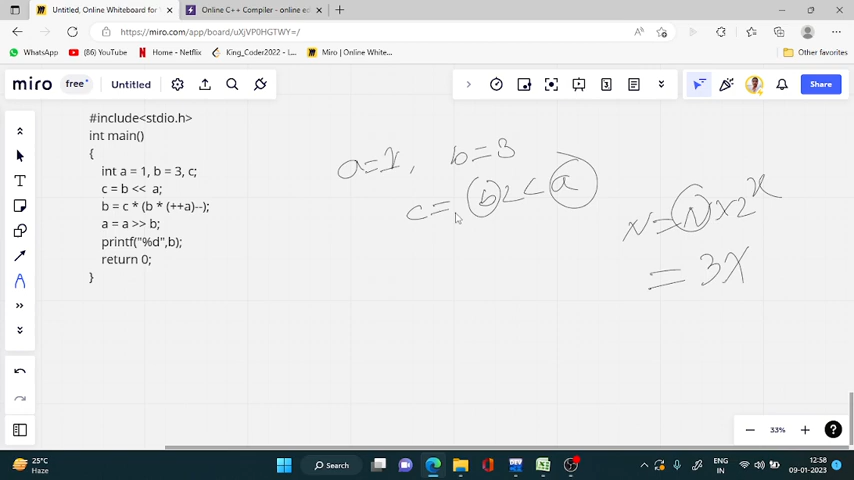 Untitled, Online Whiteboard for
Online C++ Compiler - online e
https://miro.com/app/board/uXjVP0HGTWY=/
WhatsApp
(86) YouTube
Home - Netflix
King_Coder2022 - L...
Miro | Online White...
Other favorites
miro
free
Untitled
Share
#include<stdio.h>
int main()
{
int a = 1, b = 3, c;
c = b << a;
b = c * (b * (++a)--);
a = a >> b;
printf("%d",b);
return 0;
}
a=1, b=3
c= b<<a
N=N×2^x
=3×
33%
25°C
Haze
Search
ENG
IN
12:58
09-01-2023